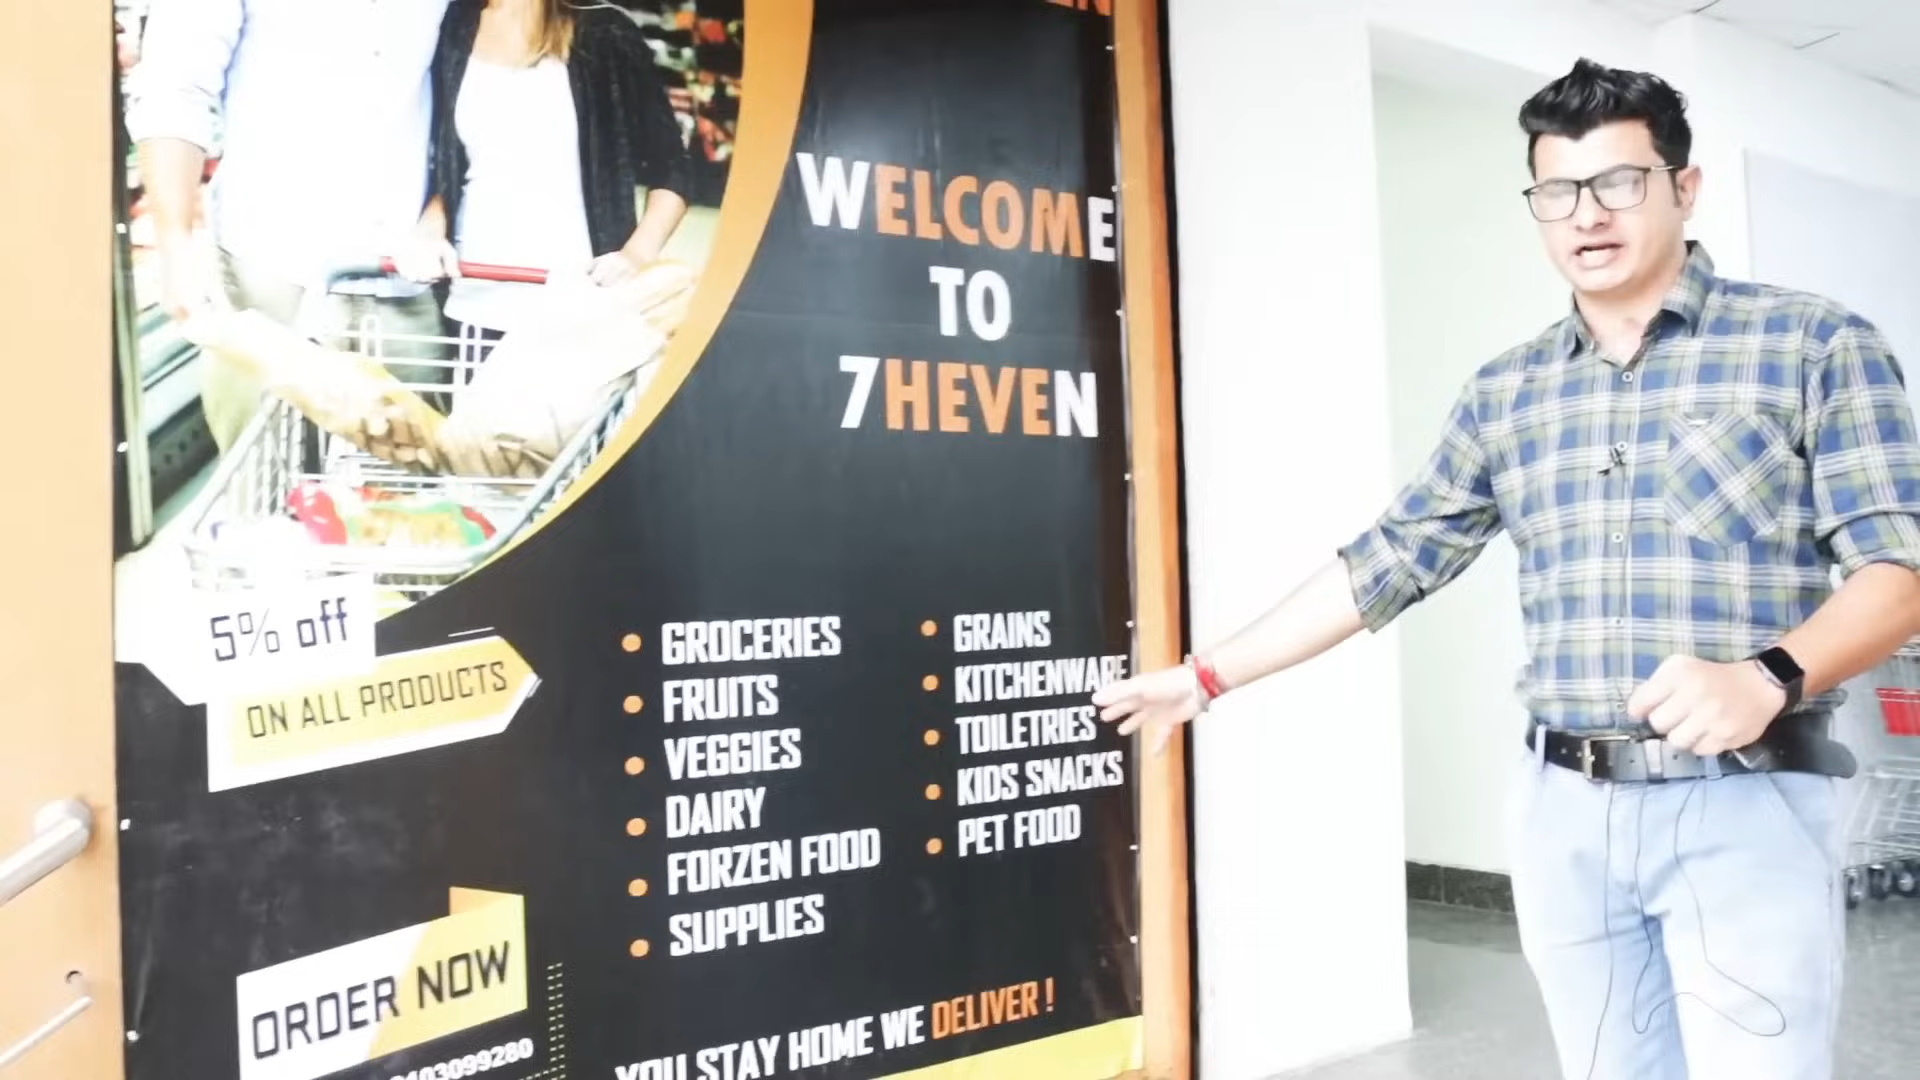 WELCOME
TO
7HEVEN
5% off
ON ALL PRODUCTS
GROCERIES
FRUITS
VEGGIES
DAIRY
FORZEN FOOD
SUPPLIES
GRAINS
KITCHENWARE
TOILETRIES
KIDS SNACKS
PET FOOD
ORDER NOW
YOU STAY HOME WE DELIVER !